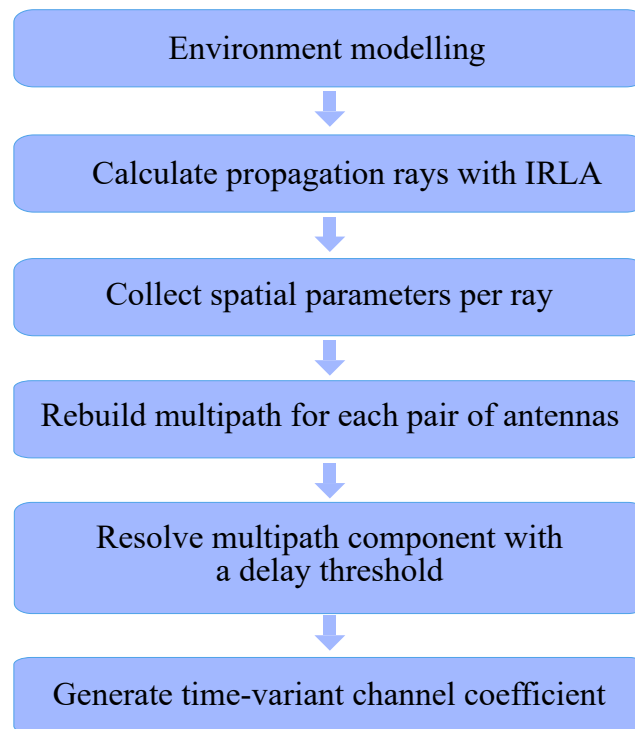 Environment modelling
Calculate propagation rays with IRLA
Collect spatial parameters per ray
Rebuild multipath for each pair of antennas
Resolve multipath component with
a delay threshold
Generate time-variant channel coefficient